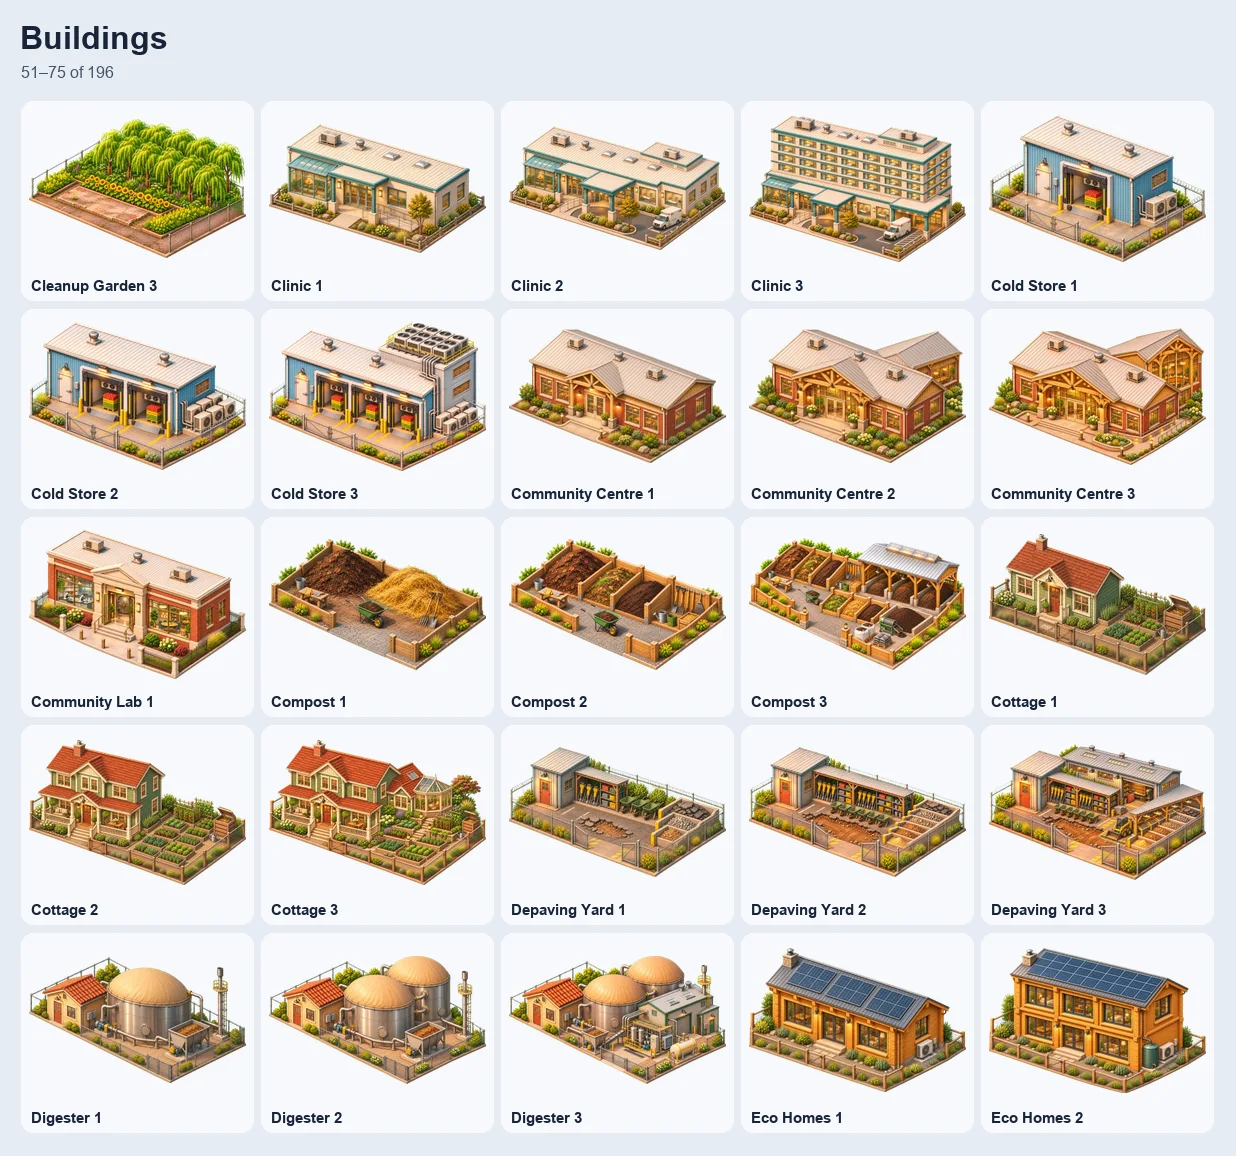 Buildings
51–75 of 196
Cleanup Garden 3
Clinic 1
Clinic 2
Clinic 3
Cold Store 1
Cold Store 2
Cold Store 3
Community Centre 1
Community Centre 2
Community Centre 3
Community Lab 1
Compost 1
Compost 2
Compost 3
Cottage 1
Cottage 2
Cottage 3
Depaving Yard 1
Depaving Yard 2
Depaving Yard 3
Digester 1
Digester 2
Digester 3
Eco Homes 1
Eco Homes 2